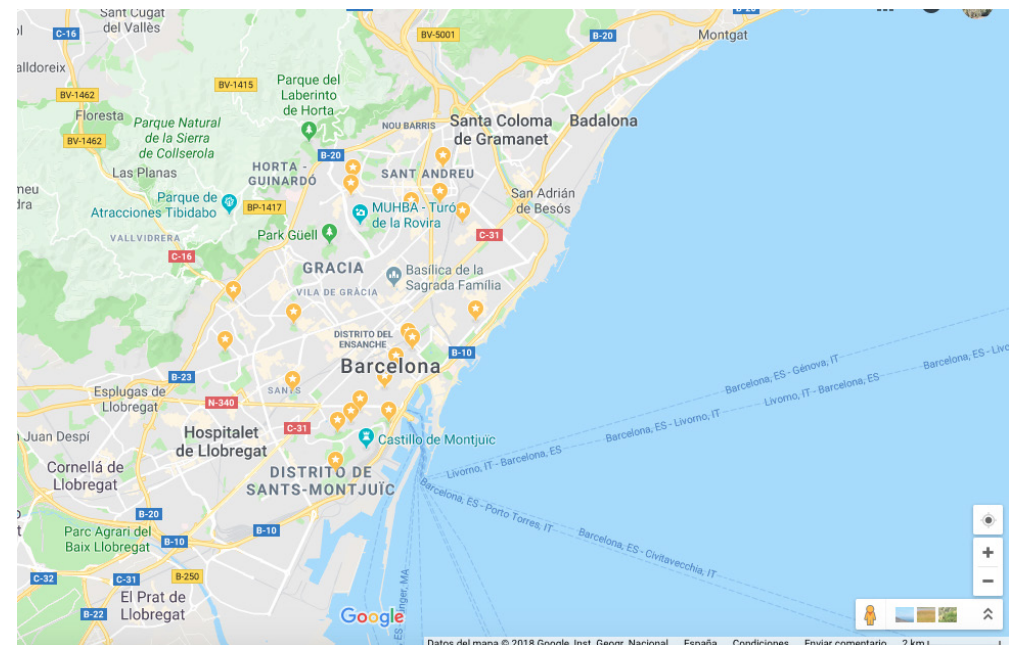 Sant Cugat
del Vallès
C-16
BV-5001
B-20
Montgat
alldoreix
BV-1462
BV-1415
Parque del
Laberinto
de Horta
Floresta
Parque Natural
de la Sierra
de Collserola
NOU BARRIS
Santa Coloma
de Gramanet
Badalona
BV-1462
B-20
Las Planas
HORTA -
GUINARDÓ
SANT ANDREU
San Adrián
de Besós
Parque de
Atracciones Tibidabo
BP-1417
MUHBA - Turó
de la Rovira
VALLVIDRERA
Park Güell
C-31
C-16
GRACIA
Basílica de la
Sagrada Família
VILA DE GRÀCIA
DISTRITO DEL
ENSANCHE
Barcelona
B-10
B-23
Esplugas de
Llobregat
SANTS
N-340
C-31
Juan Despí
Hospitalet
de Llobregat
Castillo de Montjuic
Cornellá de
Llobregat
DISTRITO DE
SANTS-MONTJUÏC
Barcelona, ES - Génova, IT
Barcelona, ES - Livo
Livorno, IT - Barcelona, ES
Barcelona, ES - Livorno, IT
Livorno, IT - Barcelona, ES
Barcelona, ES - Porto Torres, IT
Barcelona, ES - Civitavecchia, IT
B-20
Parc Agrari del
Baix Llobregat
B-10
B-10
C-32
C-31
B-250
El Prat de
Llobregat
B-22
Google
Datos del mapa © 2018 Google, Inst. Geogr. Nacional España Condiciones Enviar comentario 2 km